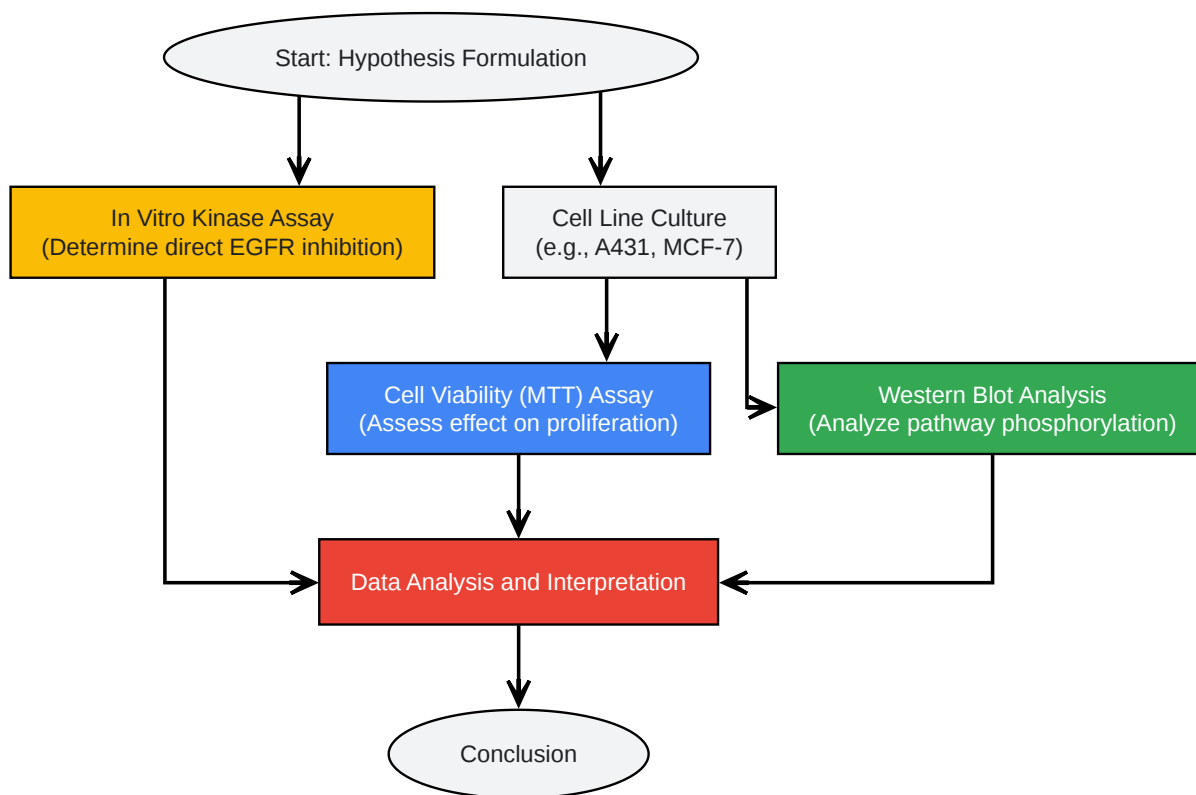 Start: Hypothesis Formulation
In Vitro Kinase Assay
(Determine direct EGFR inhibition)
Cell Line Culture
(e.g., A431, MCF-7)
Cell Viability (MTT) Assay
(Assess effect on proliferation)
Western Blot Analysis
(Analyze pathway phosphorylation)
Data Analysis and Interpretation
Conclusion